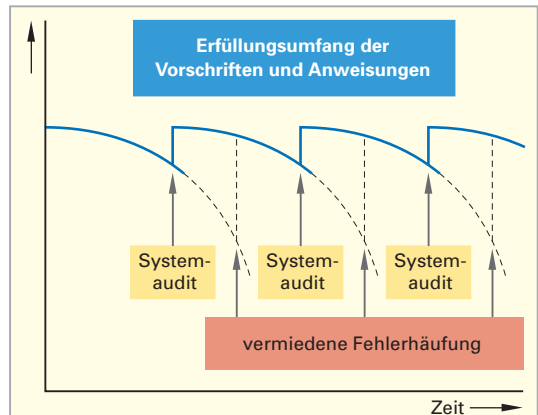 Erfüllungsumfang der
Vorschriften und Anweisungen
System-
audit
System-
audit
System-
audit
vermiedene Fehlerhäufung
Zeit